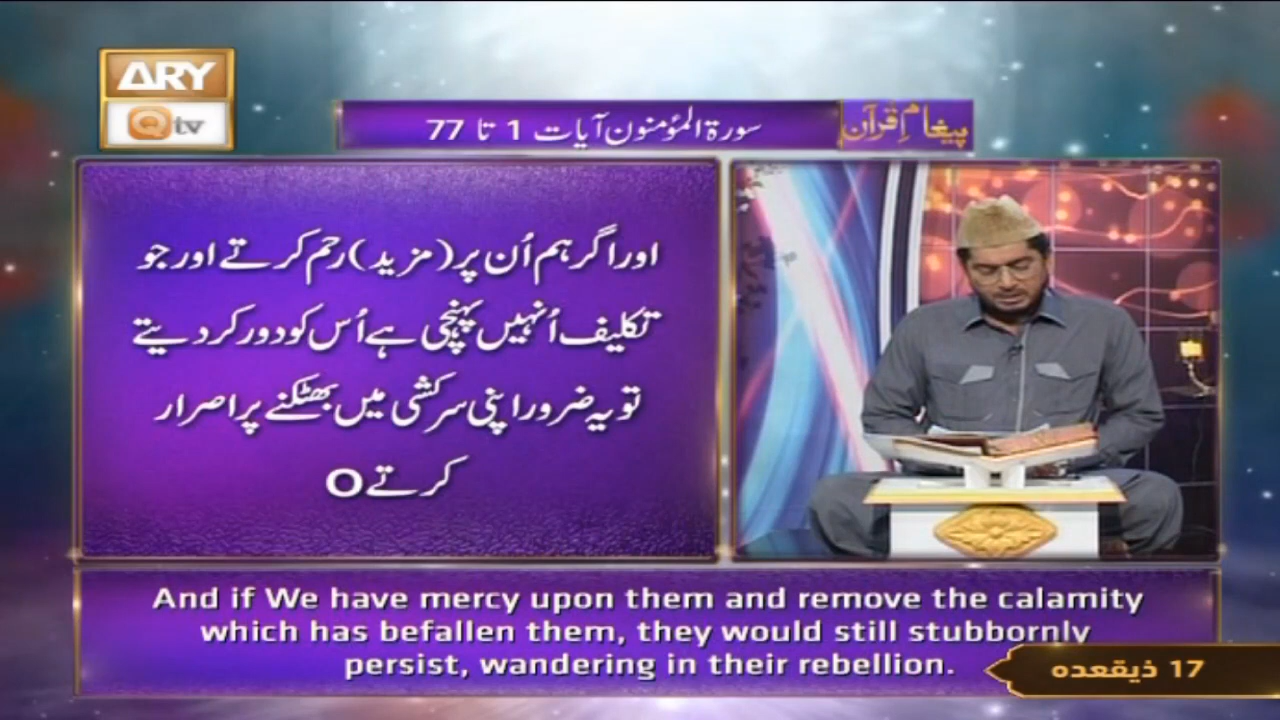 ARY
Qtv
پیغامِ قرآن
سورۃ المؤمنون آیات 1 تا 77
اور اگر ہم اُن پر (مزید) رحم کرتے اور جو
تکلیف اُنہیں پہنچی ہے اُس کو دور کر دیتے
تو یہ ضرور اپنی سرکشی میں بھٹکنے پر اصرار
کرتے O
And if We have mercy upon them and remove the calamity
which has befallen them, they would still stubbornly
persist, wandering in their rebellion.
17 ذیقعدہ